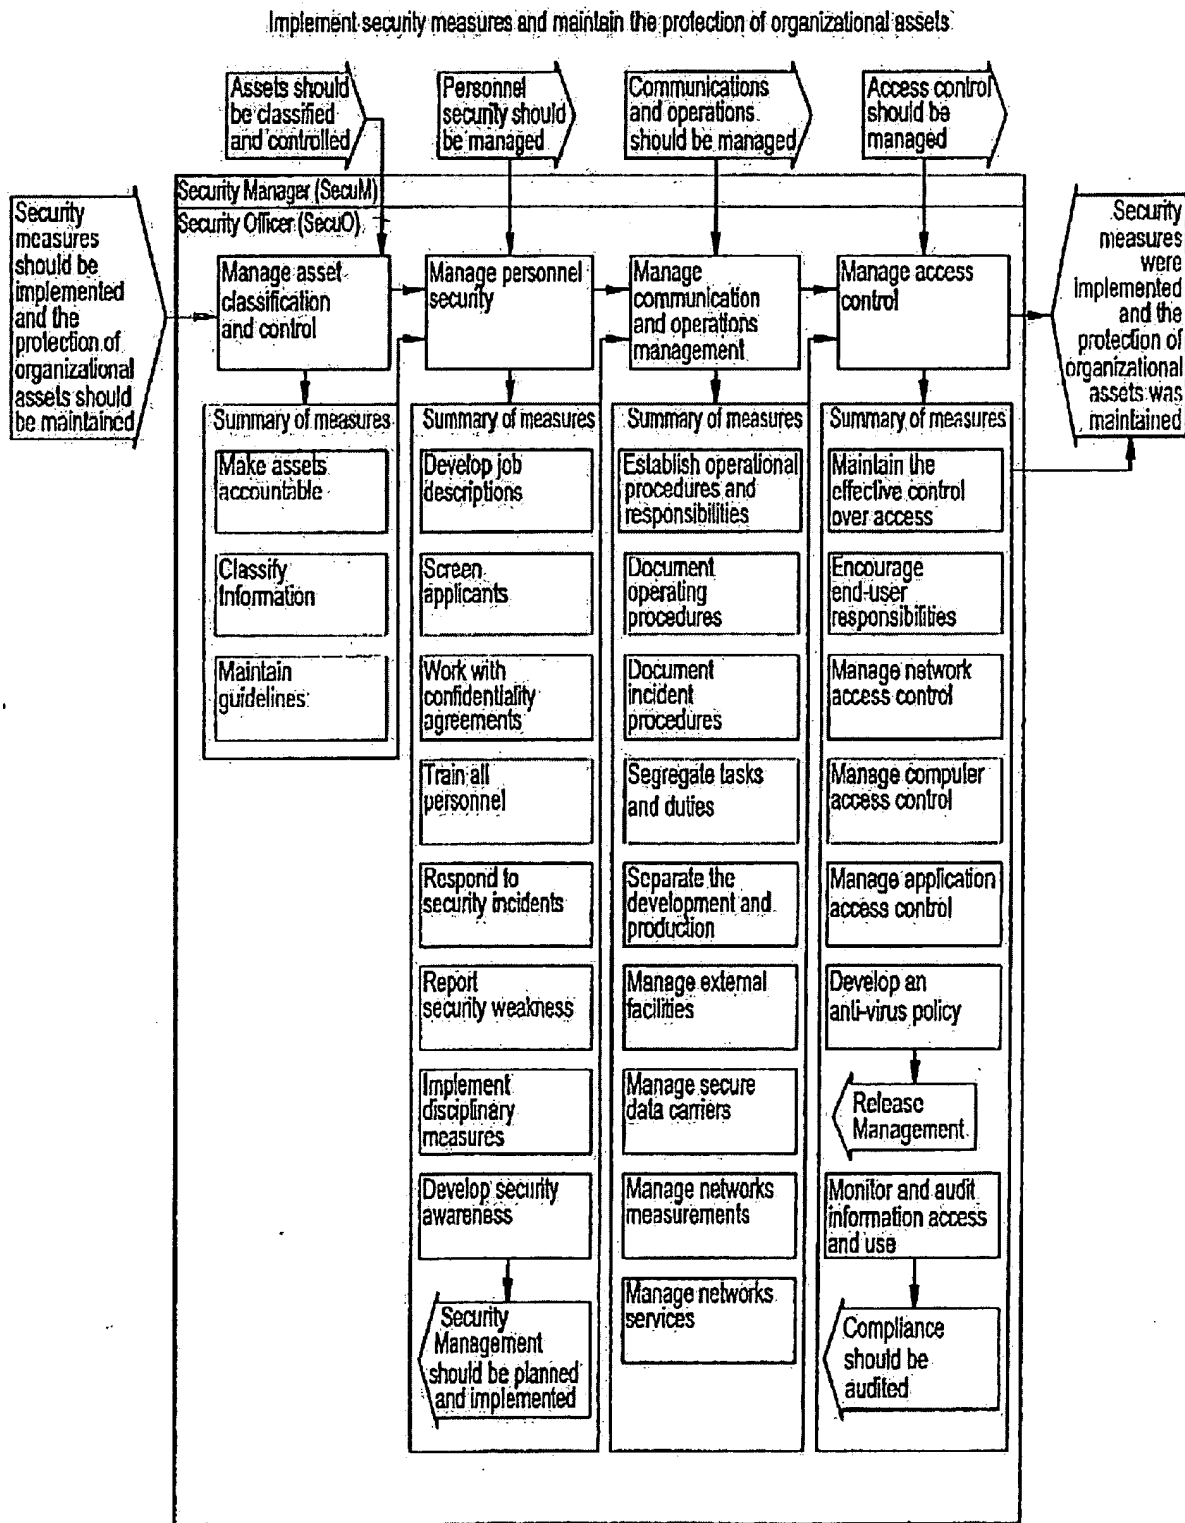 Implement security measures and maintain the protection of organizational assets
Assets should
be classified
and controlled
Personnel
security should
be managed
Communications
and operations
should be managed
Access control
should be
managed
Security Manager (SecuM)
Security Officer (SecuO)
Security
measures
should be
implemented
and the
protection of
organizational
assets should
be maintained
Manage asset
classification
and control
Manage personnel
security
Manage
communication
and operations
management
Manage access
control
Security
measures
were
implemented
and the
protection of
organizational
assets was
maintained
Summary of measures
Make assets
accountable
Classify
Information
Maintain
guidelines
Summary of measures
Develop job
descriptions
Screen
applicants
Work with
confidentiality
agreements
Train all
personnel
Respond to
security incidents
Report
security weakness
Implement
disciplinary
measures
Develop security
awareness
Security
Management
should be planned
and implemented
Summary of measures
Establish operational
procedures and
responsibilities
Document
operating
procedures
Document
incident
procedures
Segregate tasks
and duties
Separate the
development and
production
Manage external
facilities
Manage secure
data carriers
Manage networks
measurements
Manage networks
services
Summary of measures
Maintain the
effective control
over access
Encourage
end-user
responsibilities
Manage network
access control
Manage computer
access control
Manage application
access control
Develop an
anti-virus policy
Release
Management
Monitor and audit
information access
and use
Compliance
should be
audited